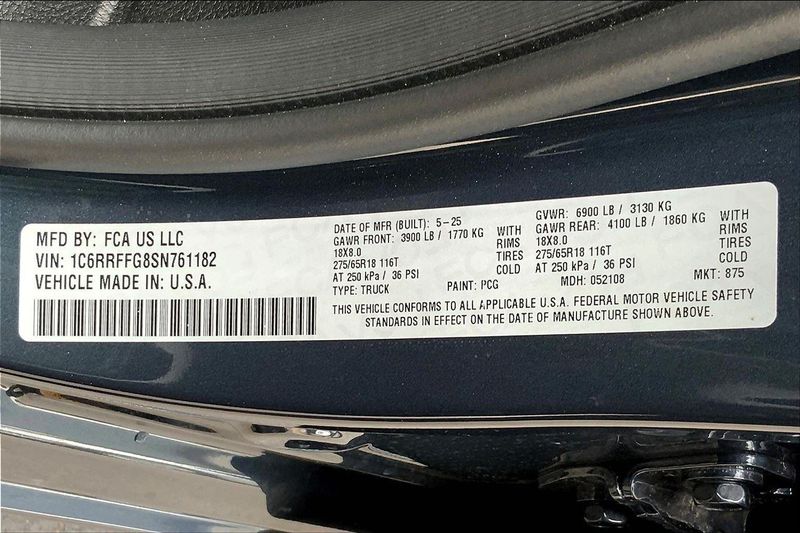 MFD BY: FCA US LLC
VIN: 1C6RRFFG8SN761182
VEHICLE MADE IN: U.S.A.
DATE OF MFR (BUILT): 5-25
GAWR FRONT: 3900 LB / 1770 KG WITH
18X8.0 RIMS
275/65R18 116T TIRES
AT 250 kPa / 36 PSI COLD
TYPE: TRUCK PAINT: PCG
GVWR: 6900 LB / 3130 KG
GAWR REAR: 4100 LB / 1860 KG WITH
18X8.0 RIMS
275/65R18 116T TIRES
AT 250 kPa / 36 PSI COLD
MDH: 052108 MKT: 875
THIS VEHICLE CONFORMS TO ALL APPLICABLE U.S.A. FEDERAL MOTOR VEHICLE SAFETY
STANDARDS IN EFFECT ON THE DATE OF MANUFACTURE SHOWN ABOVE.